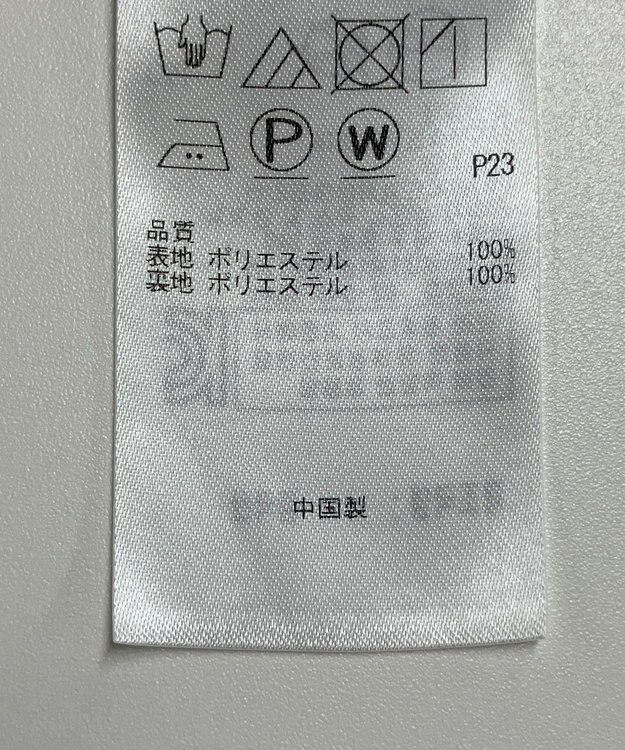 P W P23
品質
表地 ポリエステル 100%
裏地 ポリエステル 100%
中国製